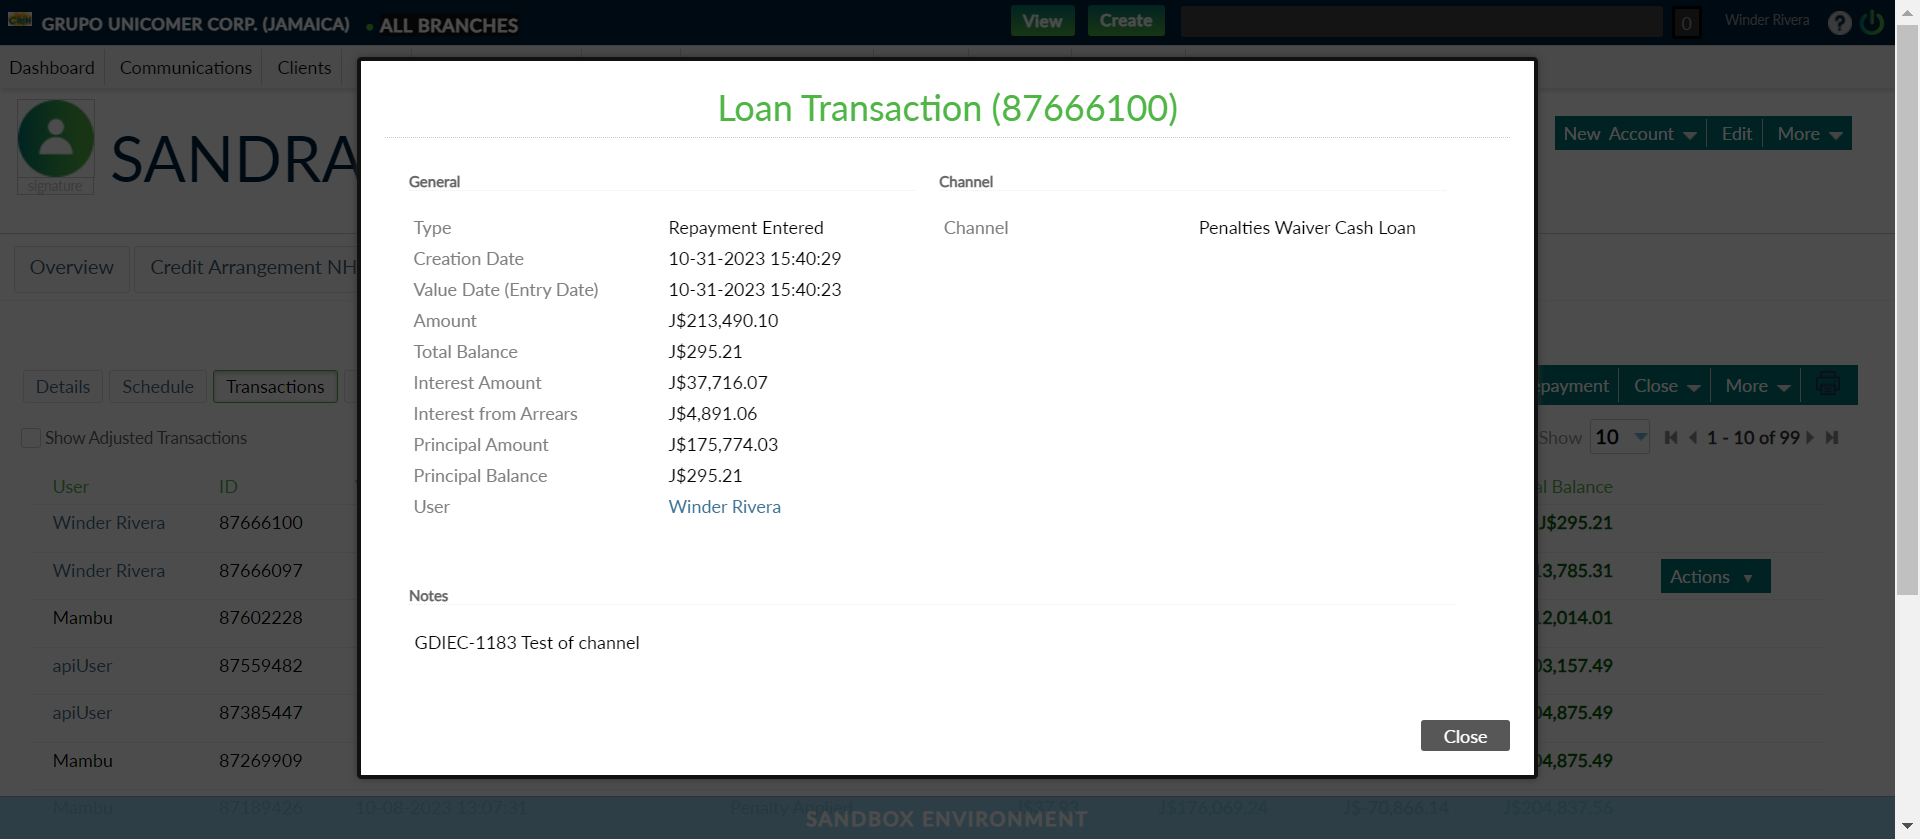 GRUPO UNICOMER CORP. (JAMAICA) • ALL BRANCHES View Create 0 Winder Rivera ?
Dashboard Communications Clients
signature
SANDRA
New Account Edit More
Overview Credit Arrangement NH
Details Schedule Transactions
payment Close More
Show Adjusted Transactions
Show 10 1 - 10 of 99
User ID Balance
Winder Rivera 87666100 J$295.21
Winder Rivera 87666097 3,785.31 Actions
Mambu 87602228 2,014.01
apiUser 87559482 03,157.49
apiUser 87385447 04,875.49
Mambu 87269909 04,875.49
Mambu 87189426 10-08-2023 13:07:31 Penalty Applied J$37.93 J$176,069.24 J$-70,866.14 J$204,837.56
SANDBOX ENVIRONMENT
Loan Transaction (87666100)
General
Type Repayment Entered
Creation Date 10-31-2023 15:40:29
Value Date (Entry Date) 10-31-2023 15:40:23
Amount J$213,490.10
Total Balance J$295.21
Interest Amount J$37,716.07
Interest from Arrears J$4,891.06
Principal Amount J$175,774.03
Principal Balance J$295.21
User Winder Rivera
Channel
Channel Penalties Waiver Cash Loan
Notes
GDIEC-1183 Test of channel
Close